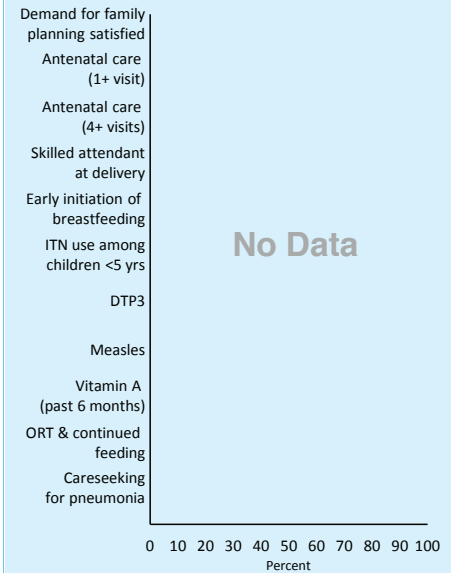 Demand for family
planning satisfied
Antenatal care
(1+ visit)
Antenatal care
(4+ visits)
Skilled attendant
at delivery
Early initiation of
breastfeeding
ITN use among
children <5 yrs
No Data
DTP3
Measles
Vitamin A
(past 6 months)
ORT & continued
feeding
Careseeking
for pneumonia
0 10 20 30 40 50 60 70 80 90 100
Percent